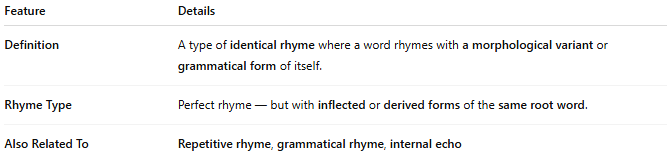 Feature Details
Definition A type of identical rhyme where a word rhymes with a morphological variant or
grammatical form of itself.
Rhyme Type Perfect rhyme — but with inflected or derived forms of the same root word.
Also Related To Repetitive rhyme, grammatical rhyme, internal echo